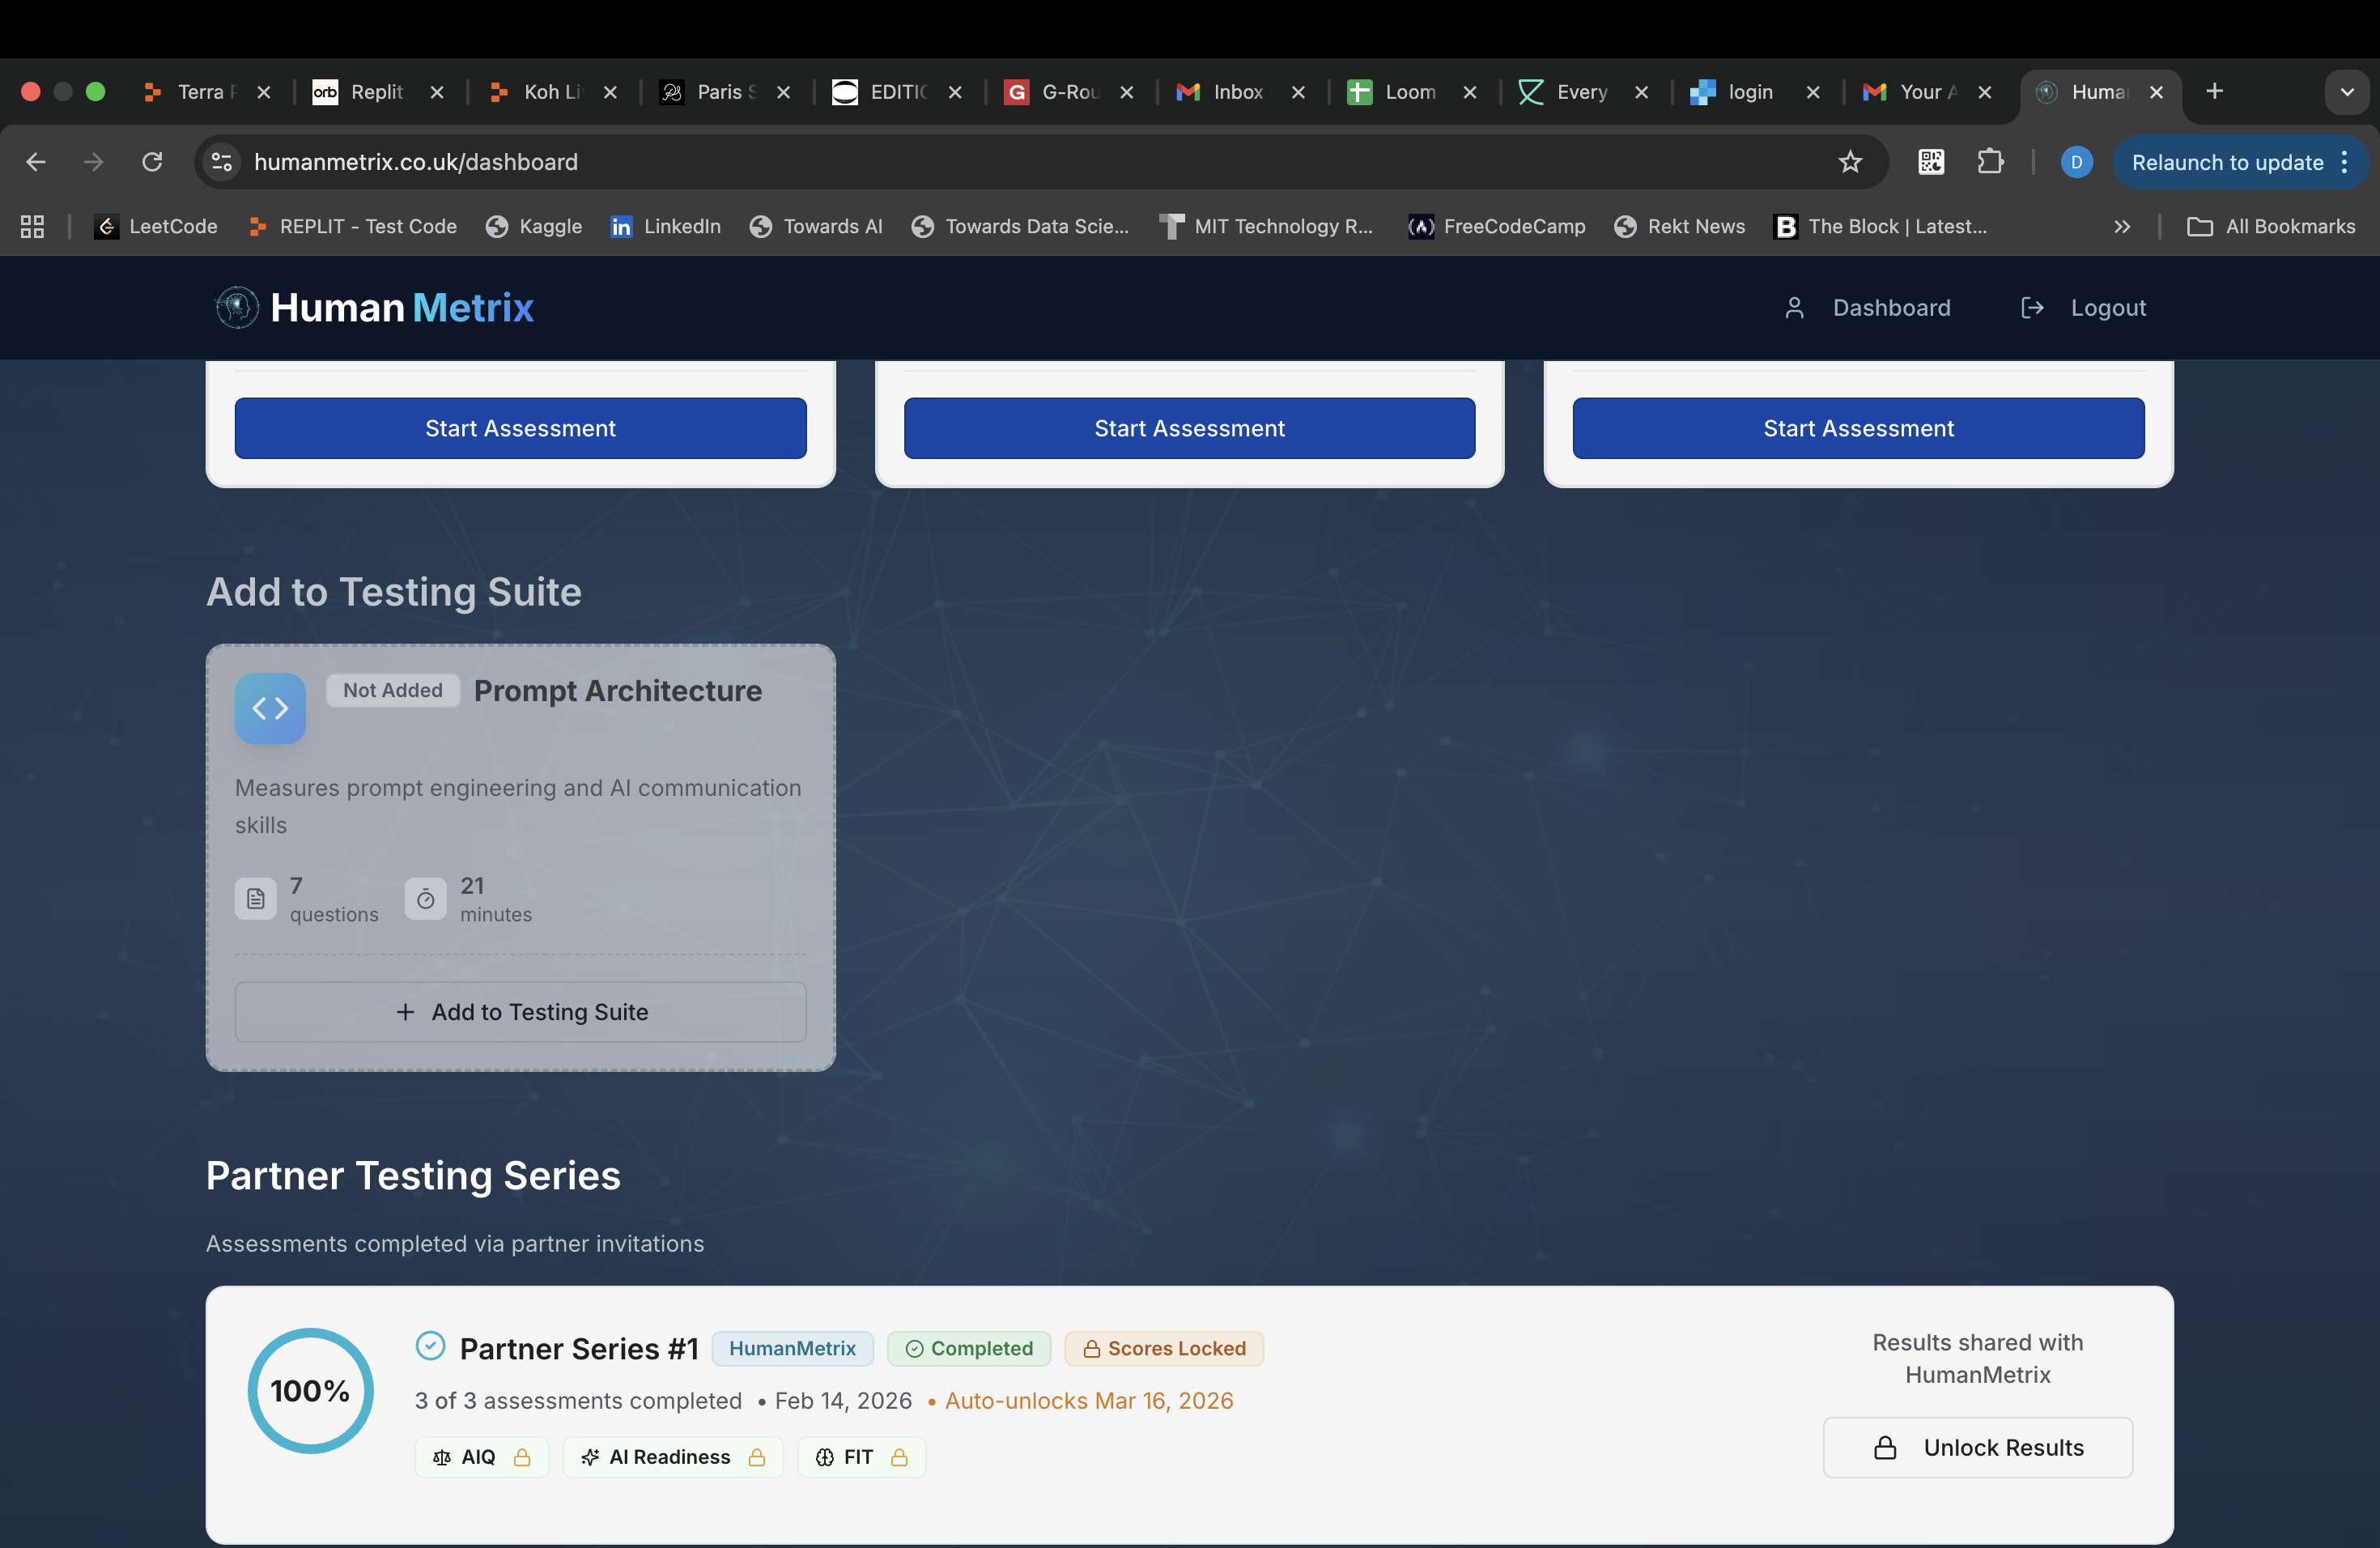 Terra
Replit
Koh Li
Paris S
EDITIC
G-Rou
Inbox
Loom
Every
login
Your A
Huma
humanmetrix.co.uk/dashboard
D
Relaunch to update
LeetCode
REPLIT - Test Code
Kaggle
LinkedIn
Towards AI
Towards Data Scie...
MIT Technology R...
FreeCodeCamp
Rekt News
The Block | Latest...
All Bookmarks
Human Metrix
Dashboard
Logout
Start Assessment
Start Assessment
Start Assessment
Add to Testing Suite
Not Added
Prompt Architecture
Measures prompt engineering and AI communication
skills
7
questions
21
minutes
+ Add to Testing Suite
Partner Testing Series
Assessments completed via partner invitations
100%
Partner Series #1
HumanMetrix
Completed
Scores Locked
3 of 3 assessments completed • Feb 14, 2026 • Auto-unlocks Mar 16, 2026
AIQ
AI Readiness
FIT
Results shared with
HumanMetrix
Unlock Results